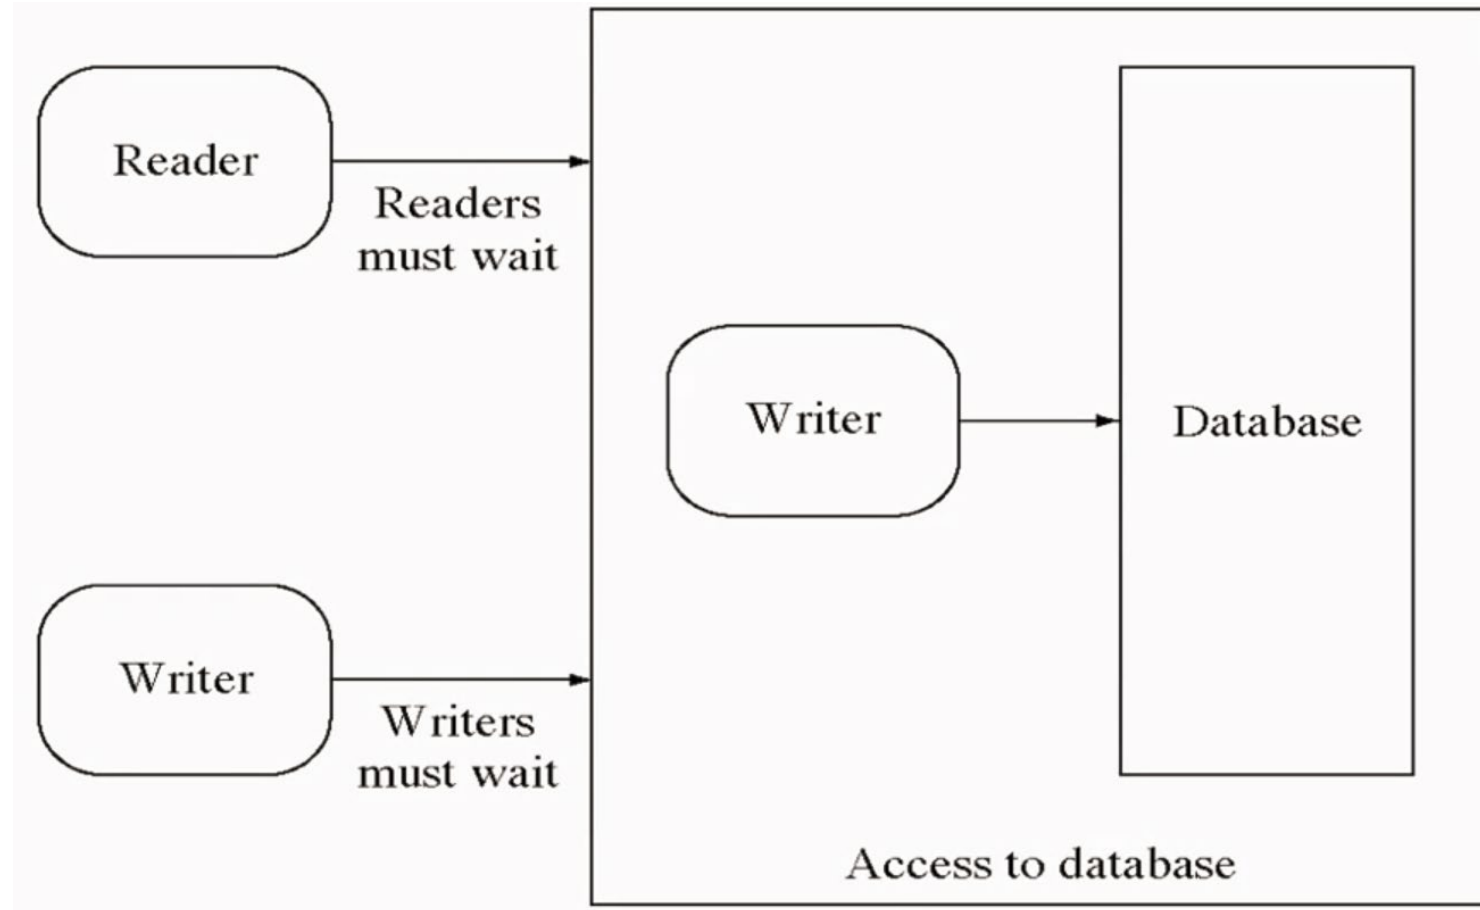 Reader
Readers
must wait
Writer
Database
Writer
Writers
must wait
Access to database